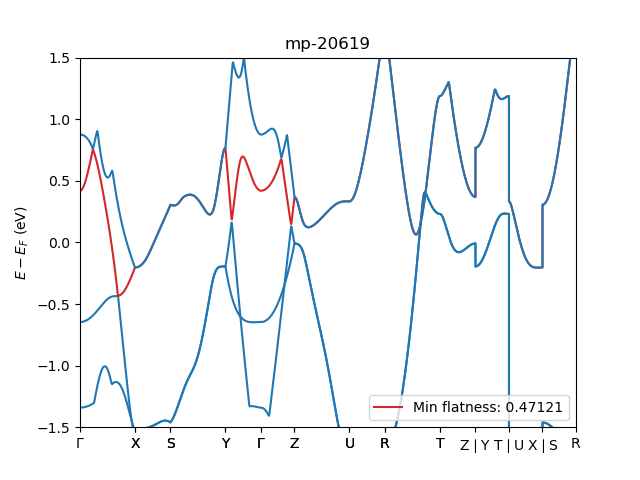 mp-20619
E − E_F (eV)
1.5
1.0
0.5
0.0
−0.5
−1.0
−1.5
Min flatness: 0.47121
Γ X S Y Γ Z U R T Z|Y T|U X|S R